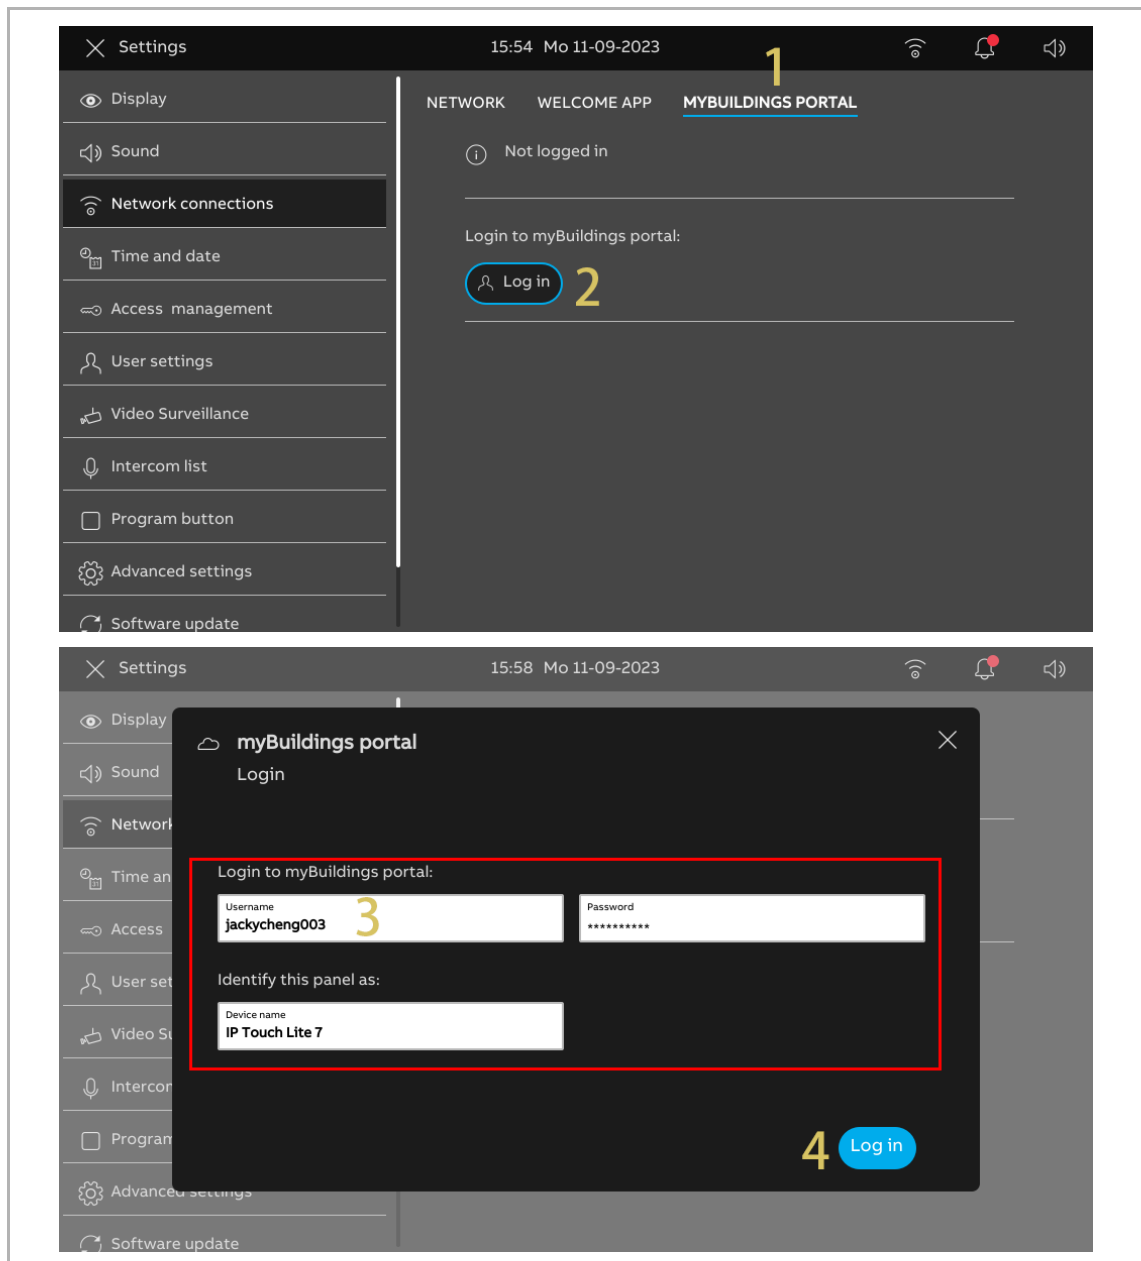 Settings 15:54 Mo 11-09-2023
1
Display
Sound
Network connections
Time and date
Access management
User settings
Video Surveillance
Intercom list
Program button
Advanced settings
Software update
NETWORK WELCOME APP MYBUILDINGS PORTAL
Not logged in
Login to myBuildings portal:
Log in 2
Settings 15:58 Mo 11-09-2023
Display
Sound
Network
Time an
Access
User set
Video Su
Intercor
Program
Advanced settings
Software update
myBuildings portal
Login
Login to myBuildings portal:
Username
jackycheng003 3
Password
**********
Identify this panel as:
Device name
IP Touch Lite 7
4 Log in